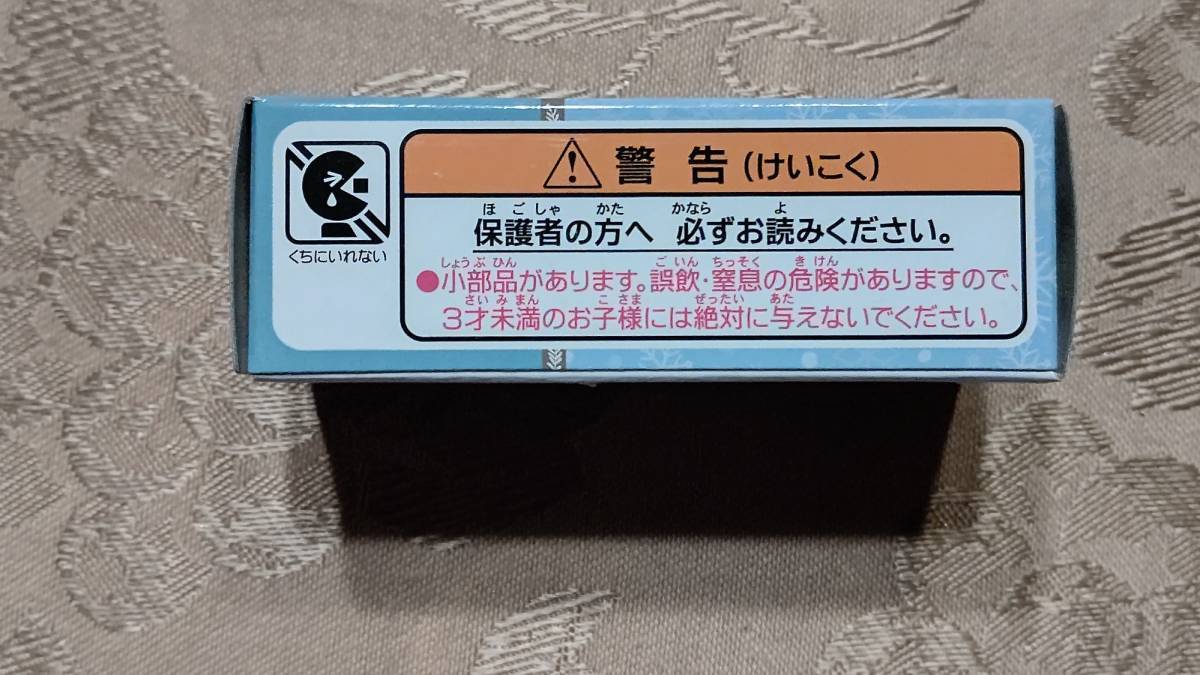 警告(けいこく)
ほごしゃ かた かなら よ
保護者の方へ 必ずお読みください。
しょうぶひん ごいん ちっそく きけん
●小部品があります。誤飲・窒息の危険がありますので、
さいみまん こさま ぜったい あた
3才未満のお子様には絶対に与えないでください。
くちにいれない